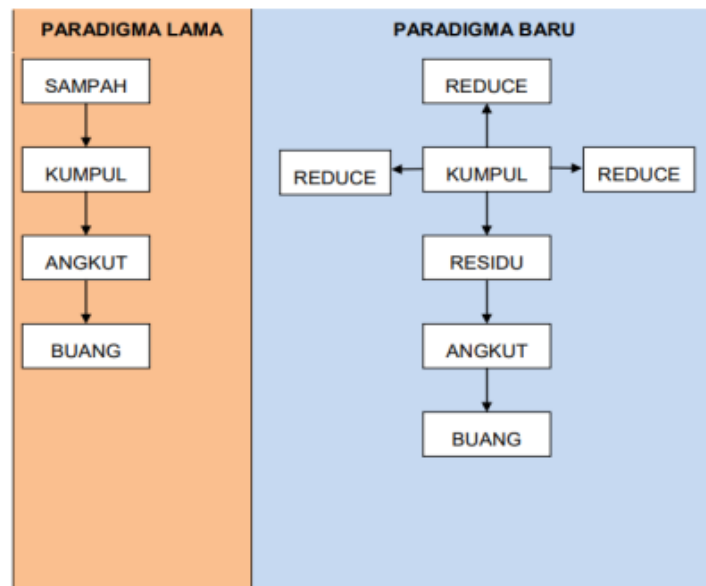 PARADIGMA LAMA
SAMPAH
KUMPUL
ANGKUT
BUANG
PARADIGMA BARU
REDUCE
REDUCE
KUMPUL
REDUCE
RESIDU
ANGKUT
BUANG